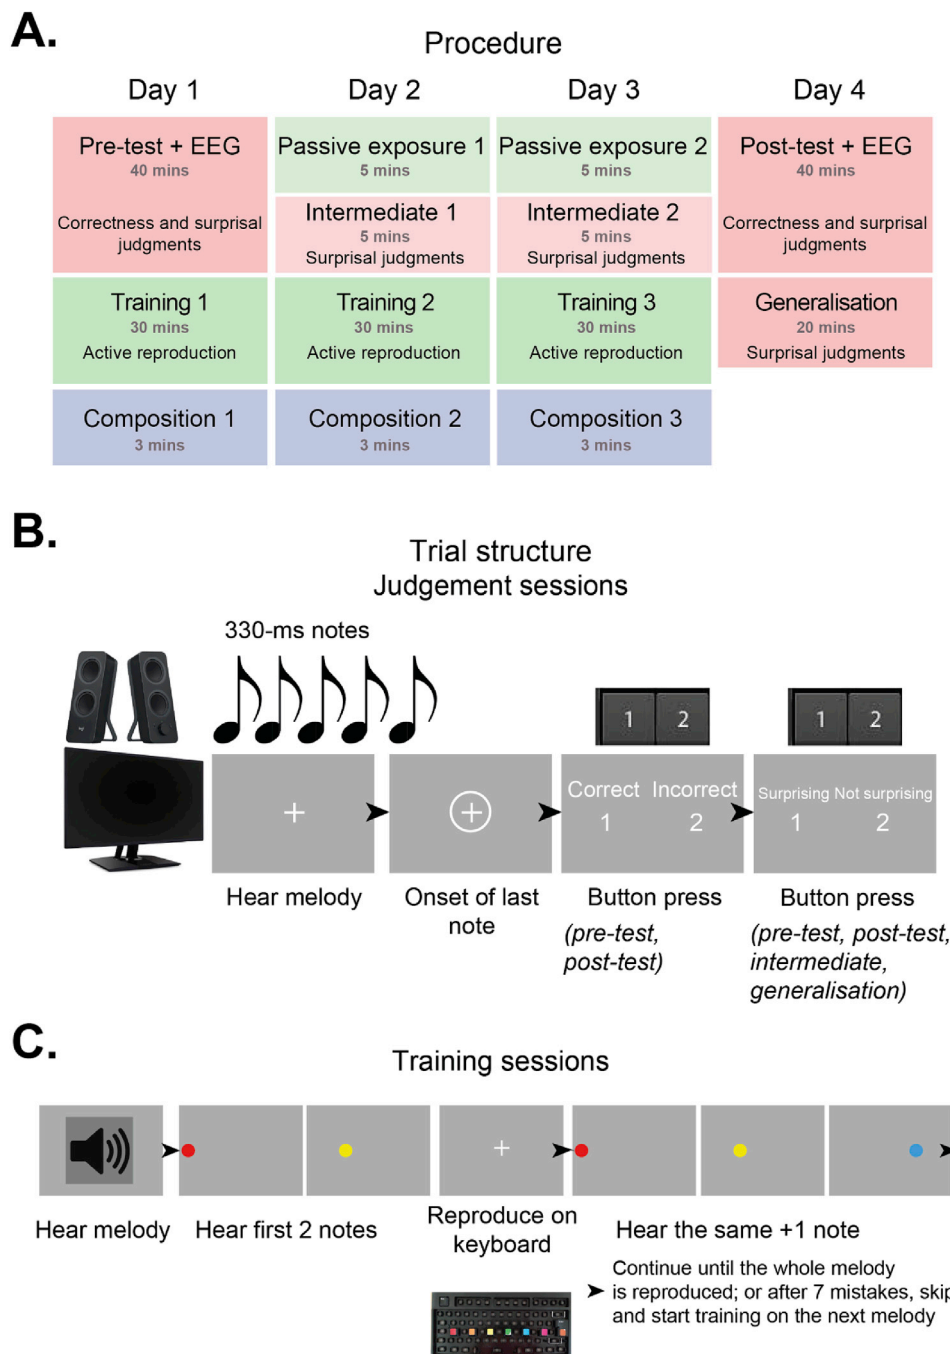 A.
Procedure
Day 1
Day 2
Day 3
Day 4
Pre-test + EEG
40 mins
Correctness and surprisal
judgments
Passive exposure 1
5 mins
Passive exposure 2
5 mins
Post-test + EEG
40 mins
Correctness and surprisal
judgments
Intermediate 1
5 mins
Surprisal judgments
Intermediate 2
5 mins
Surprisal judgments
Training 1
30 mins
Active reproduction
Training 2
30 mins
Active reproduction
Training 3
30 mins
Active reproduction
Generalisation
20 mins
Surprisal judgments
Composition 1
3 mins
Composition 2
3 mins
Composition 3
3 mins
B.
Trial structure
Judgement sessions
330-ms notes
1 2
1 2
Correct Incorrect
1 2
Surprising Not surprising
1 2
Hear melody
Onset of last
note
Button press
(pre-test,
post-test)
Button press
(pre-test, post-test,
intermediate,
generalisation)
C.
Training sessions
Hear melody
Hear first 2 notes
Reproduce on
keyboard
Hear the same +1 note
Continue until the whole melody
is reproduced; or after 7 mistakes, skip
and start training on the next melody